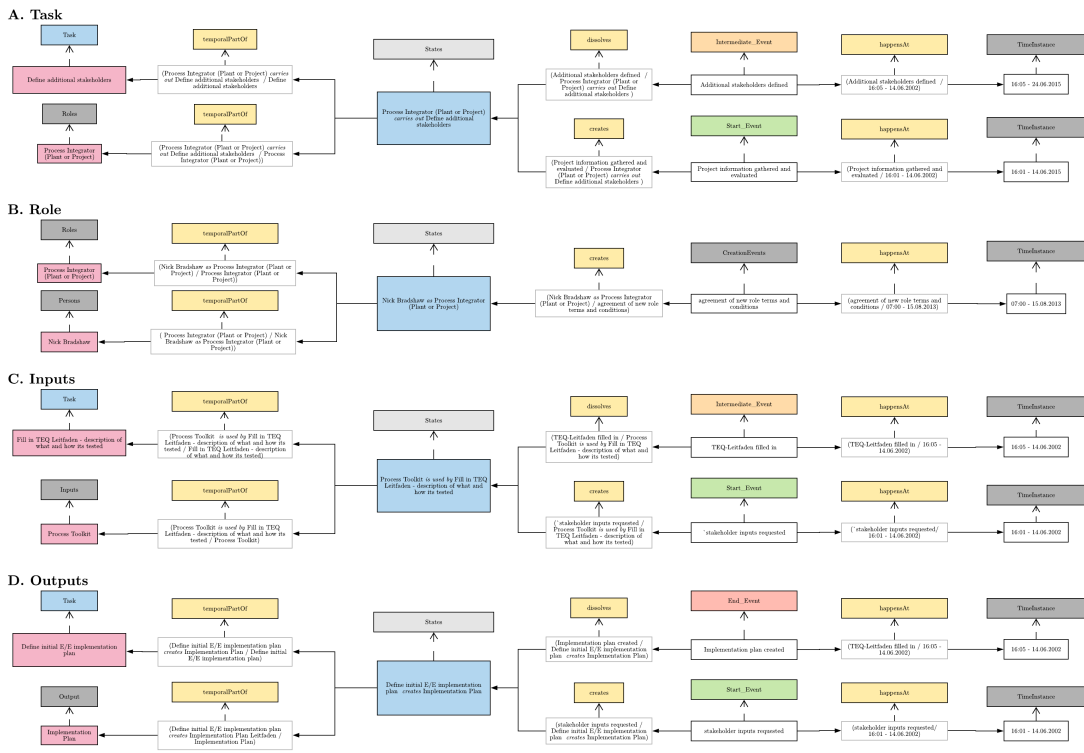 A. Task
Task
temporalPartOf
States
dissolves
Intermediate_Event
happensAt
TimeInstance
Define additional stakeholders
(Process Integrator (Plant or Project) carries
out Define additional stakeholders / Define
additional stakeholders
Process Integrator (Plant or Project)
carries out Define additional
stakeholders
(Additional stakeholders defined / 
Process Integrator (Plant or
Project) carries out Define
additional stakeholders )
Additional stakeholders defined
(Additional stakeholders defined /
16:05 - 14.06.2002)
16:05 - 24.06.2015
Roles
temporalPartOf
creates
Start_Event
happensAt
TimeInstance
Process Integrator
(Plant or Project)
(Process Integrator (Plant or Project) carries
out Define additional stakeholders / Process
Integrator (Plant or Project))
(Project information gathered and
evaluated / Process Integrator
(Plant or Project) carries out
Define additional stakeholders )
Project information gathered and
evaluated
(Project information gathered and
evaluated / 16:01 - 14.06.2002)
16:01 - 14.06.2015
B. Role
Roles
temporalPartOf
States
creates
CreationEvents
happensAt
TimeInstance
Process Integrator
(Plant or Project)
(Nick Bradshaw as Process Integrator (Plant or
Project) / Process Integrator (Plant or
Project))
Nick Bradshaw as Process Integrator
(Plant or Project)
(Nick Bradshaw as Process Integrator
(Plant or Project) / agreement of new role
terms and conditions)
agreement of new role terms and
conditions
(agreement of new role terms and
conditions / 07:00 - 15.08.2013)
07:00 - 15.08.2013
Persons
temporalPartOf
Nick Bradshaw
( Process Integrator (Plant or Project) / Nick
Bradshaw as Process Integrator (Plant or
Project))
C. Inputs
Task
temporalPartOf
States
dissolves
Intermediate_Event
happensAt
TimeInstance
Fill in TEQ Leitfaden - description of
what and how its tested
(Process Toolkit is used by Fill in TEQ
Leitfaden - description of what and how its
tested / Fill in TEQ Leitfaden - description
of what and how its tested)
Process Toolkit is used by Fill in TEQ
Leitfaden - description of what and
how its tested
(TEQ-Leitfaden filled in / Process
Toolkit is used by Fill in TEQ
Leitfaden - description of what and
how its tested)
TEQ-Leitfaden filled in
(TEQ-Leitfaden filled in / 16:05 -
14.06.2002)
16:05 - 14.06.2002
Inputs
temporalPartOf
creates
Start_Event
happensAt
TimeInstance
Process Toolkit
(Process Toolkit is used by Fill in TEQ
Leitfaden - description of what and how its
tested / Process Toolkit)
(`stakeholder inputs requested /
Process Toolkit is used by Fill in
TEQ Leitfaden - description of
what and how its tested)
`stakeholder inputs requested
(`stakeholder inputs requested/
16:01 - 14.06.2002)
16:01 - 14.06.2002
D. Outputs
Task
temporalPartOf
States
dissolves
End_Event
happensAt
TimeInstance
Define initial E/E implementation
plan
(Define initial E/E implementation plan
creates Implementation Plan / Define initial
E/E implementation plan)
Define initial E/E implementation
plan creates Implementation Plan
(Implementation plan created /
Define initial E/E implementation
plan creates Implementation Plan)
Implementation plan created
(TEQ-Leitfaden filled in / 16:05 -
14.06.2002)
16:05 - 14.06.2002
Output
temporalPartOf
creates
Start_Event
happensAt
TimeInstance
Implementation
Plan
(Define initial E/E implementation plan
creates Implementation Plan Leitfaden /
Implementation Plan)
(stakeholder inputs requested /
Define initial E/E implementation
plan creates Implementation Plan)
stakeholder inputs requested
(stakeholder inputs requested/
16:01 - 14.06.2002)
16:01 - 14.06.2002